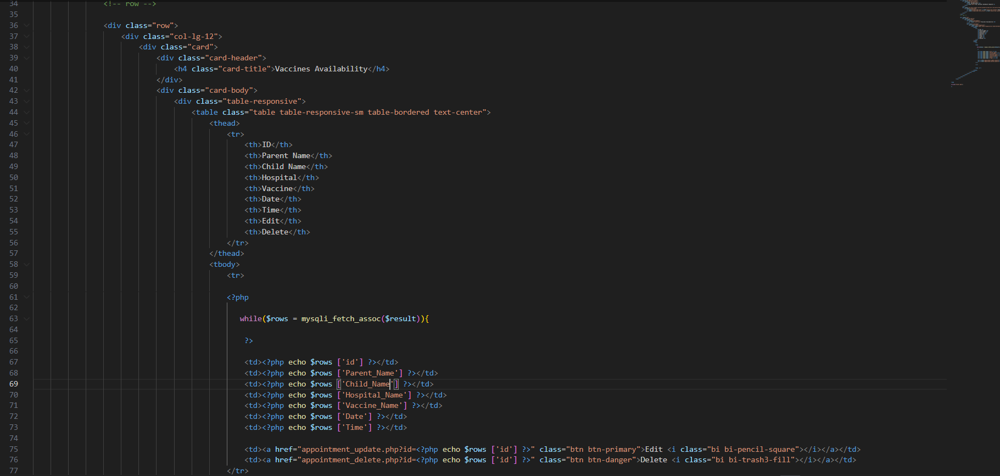 34 <!-- row -->
35
36 <div class="row">
37 <div class="col-lg-12">
38 <div class="card">
39 <div class="card-header">
40 <h4 class="card-title">Vaccines Availability</h4>
41 </div>
42 <div class="card-body">
43 <div class="table-responsive">
44 <table class="table table-responsive-sm table-bordered text-center">
45 <thead>
46 <tr>
47 <th>ID</th>
48 <th>Parent Name</th>
49 <th>Child Name</th>
50 <th>Hospital</th>
51 <th>Vaccine</th>
52 <th>Date</th>
53 <th>Time</th>
54 <th>Edit</th>
55 <th>Delete</th>
56 </tr>
57 </thead>
58 <tbody>
59 <tr>
60
61 <?php
62
63 while($rows = mysqli_fetch_assoc($result)){
64
65 ?>
66
67 <td><?php echo $rows ['id'] ?></td>
68 <td><?php echo $rows ['Parent_Name'] ?></td>
69 <td><?php echo $rows ['Child_Name'] ?></td>
70 <td><?php echo $rows ['Hospital_Name'] ?></td>
71 <td><?php echo $rows ['Vaccine_Name'] ?></td>
72 <td><?php echo $rows ['Date'] ?></td>
73 <td><?php echo $rows ['Time'] ?></td>
74
75 <td><a href="appointment_update.php?id=<?php echo $rows ['id'] ?>" class="btn btn-primary">Edit <i class="bi bi-pencil-square"></i></a></td>
76 <td><a href="appointment_delete.php?id=<?php echo $rows ['id'] ?>" class="btn btn-danger">Delete <i class="bi bi-trash3-fill"></i></a></td>
77 </tr>